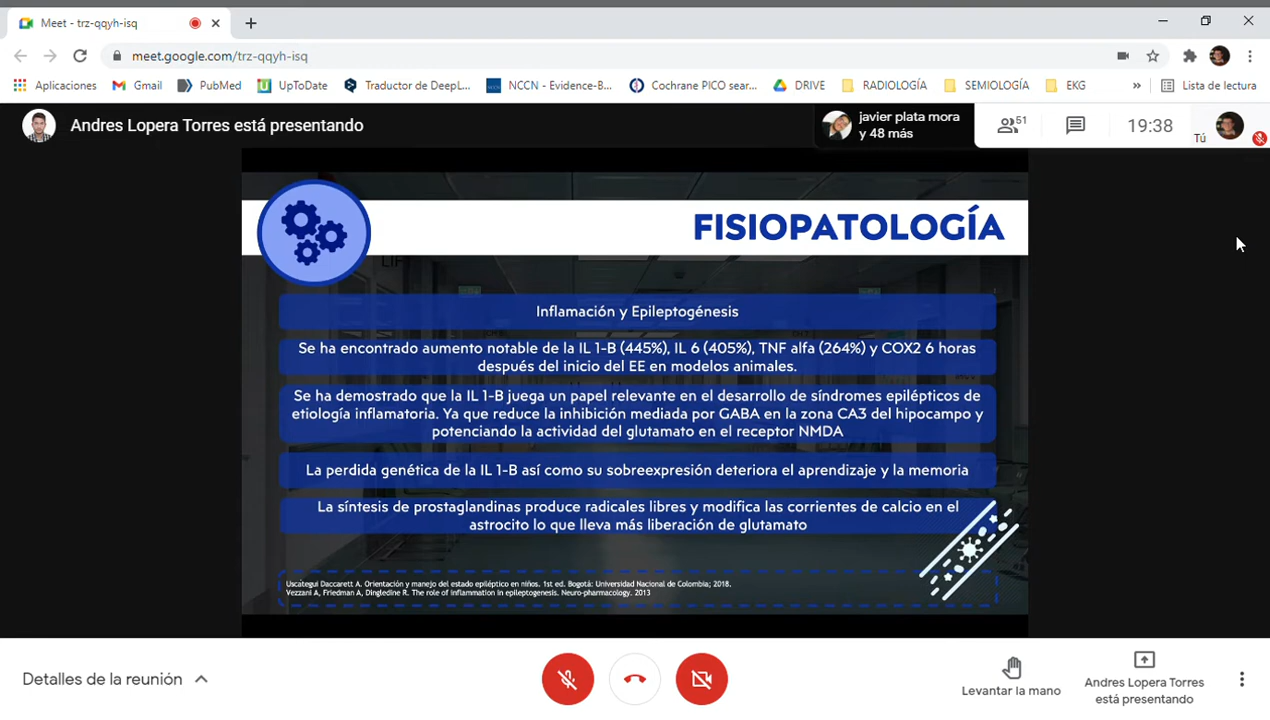 Meet - trz-qqyh-isq
meet.google.com/trz-qqyh-isq
Aplicaciones
Gmail
PubMed
UpToDate
Traductor de DeepL...
NCCN - Evidence-B...
Cochrane PICO sear...
DRIVE
RADIOLOGÍA
SEMIOLOGÍA
EKG
»
Lista de lectura
Andres Lopera Torres está presentando
javier plata mora
y 48 más
51
19:38
Tú
FISIOPATOLOGÍA
Inflamación y Epileptogénesis
Se ha encontrado aumento notable de la IL 1-B (445%), IL 6 (405%), TNF alfa (264%) y COX2 6 horas
después del inicio del EE en modelos animales.
Se ha demostrado que la IL 1-B juega un papel relevante en el desarrollo de síndromes epilépticos de
etiología inflamatoria. Ya que reduce la inhibición mediada por GABA en la zona CA3 del hipocampo y
potenciando la actividad del glutamato en el receptor NMDA
La perdida genética de la IL 1-B así como su sobreexpresión deteriora el aprendizaje y la memoria
La síntesis de prostaglandinas produce radicales libres y modifica las corrientes de calcio en el
astrocito lo que lleva más liberación de glutamato
Uscategui Daccarett A. Orientación y manejo del estado epiléptico en niños. 1st ed. Bogotá: Universidad Nacional de Colombia; 2018.
Vezzani A, Friedman A, Dingledine R. The role of inflammation in epileptogenesis. Neuro-pharmacology. 2013
Detalles de la reunión
Levantar la mano
Andres Lopera Torres
está presentando